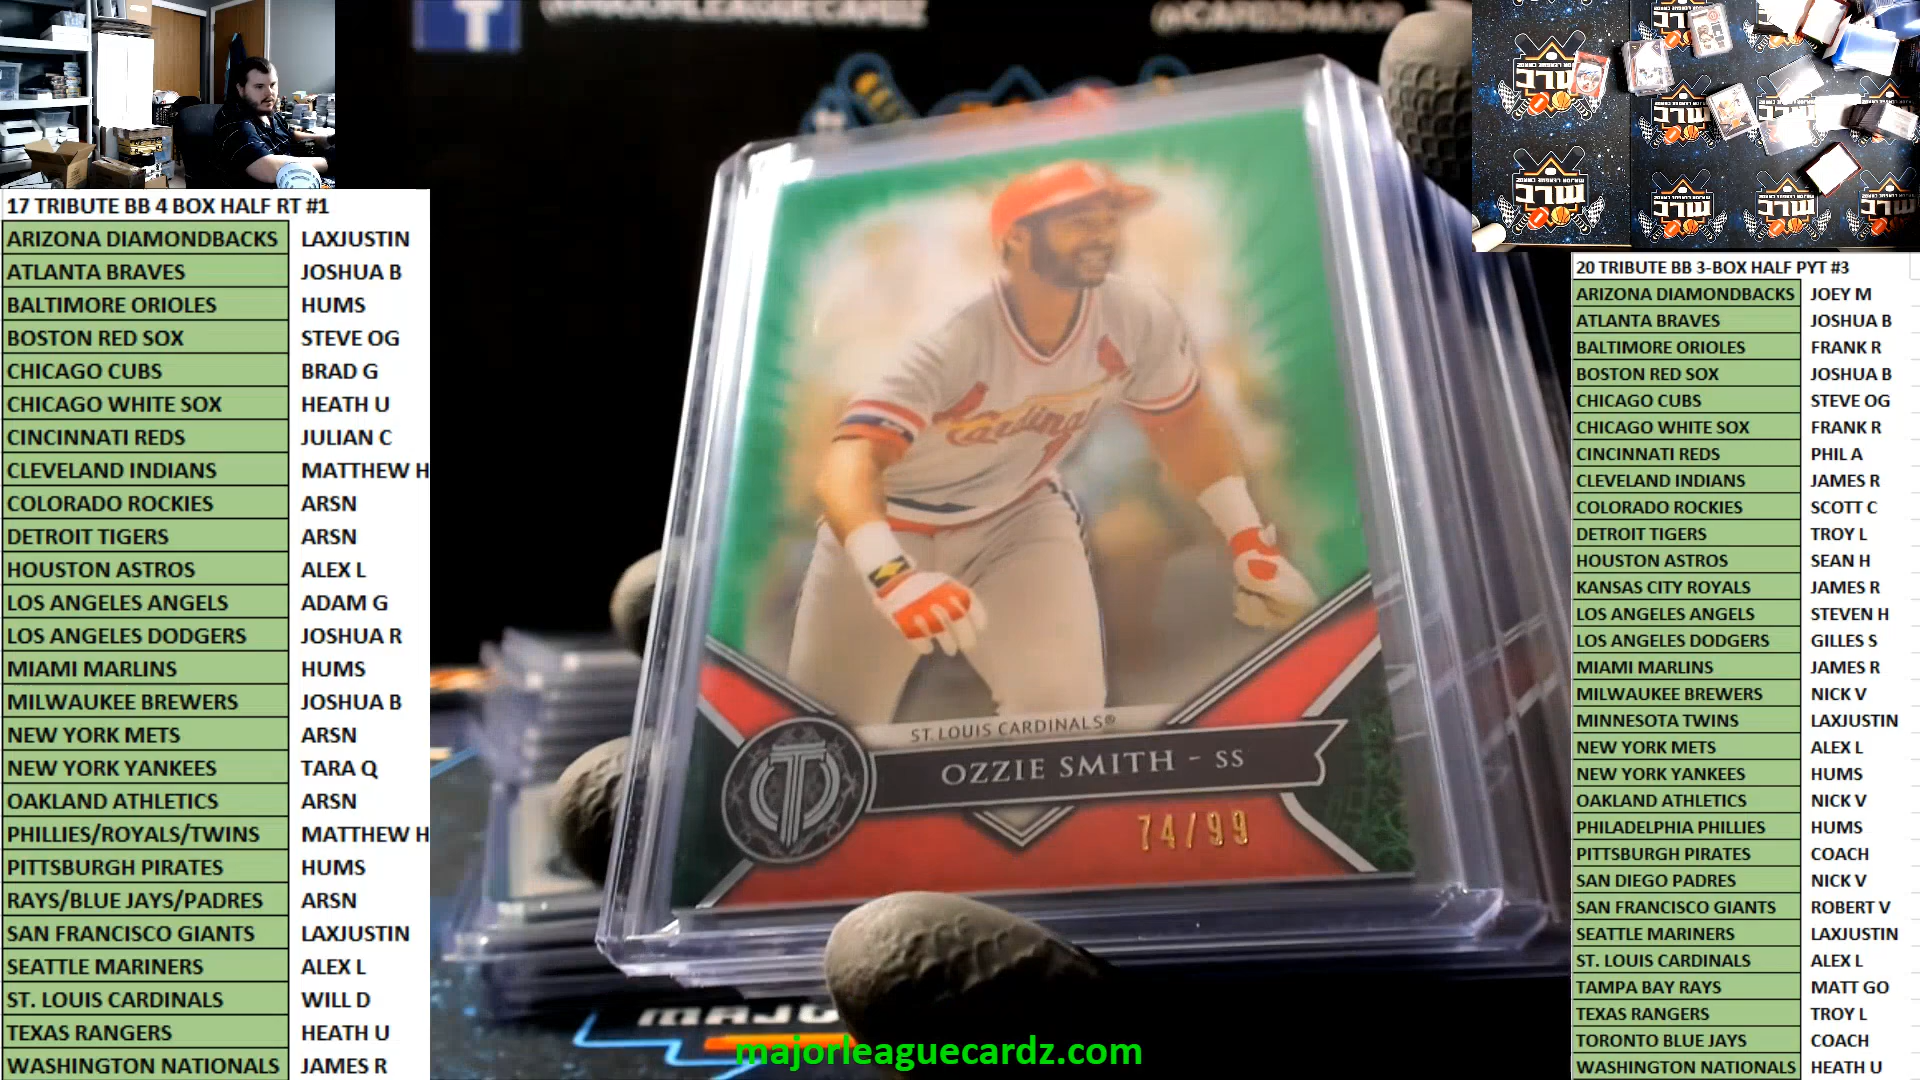 17 TRIBUTE BB 4 BOX HALF RT #1
ARIZONA DIAMONDBACKS LAXJUSTIN
ATLANTA BRAVES JOSHUA B
BALTIMORE ORIOLES HUMS
BOSTON RED SOX STEVE OG
CHICAGO CUBS BRAD G
CHICAGO WHITE SOX HEATH U
CINCINNATI REDS JULIAN C
CLEVELAND INDIANS MATTHEW H
COLORADO ROCKIES ARSN
DETROIT TIGERS ARSN
HOUSTON ASTROS ALEX L
LOS ANGELES ANGELS ADAM G
LOS ANGELES DODGERS JOSHUA R
MIAMI MARLINS HUMS
MILWAUKEE BREWERS JOSHUA B
NEW YORK METS ARSN
NEW YORK YANKEES TARA Q
OAKLAND ATHLETICS ARSN
PHILLIES/ROYALS/TWINS MATTHEW H
PITTSBURGH PIRATES HUMS
RAYS/BLUE JAYS/PADRES ARSN
SAN FRANCISCO GIANTS LAXJUSTIN
SEATTLE MARINERS ALEX L
ST. LOUIS CARDINALS WILL D
TEXAS RANGERS HEATH U
WASHINGTON NATIONALS JAMES R
Cardinals
ST. LOUIS CARDINALS®
OZZIE SMITH - SS
74/99
majorleaguecardz.com
20 TRIBUTE BB 3-BOX HALF PYT #3
ARIZONA DIAMONDBACKS JOEY M
ATLANTA BRAVES JOSHUA B
BALTIMORE ORIOLES FRANK R
BOSTON RED SOX JOSHUA B
CHICAGO CUBS STEVE OG
CHICAGO WHITE SOX FRANK R
CINCINNATI REDS PHIL A
CLEVELAND INDIANS JAMES R
COLORADO ROCKIES SCOTT C
DETROIT TIGERS TROY L
HOUSTON ASTROS SEAN H
KANSAS CITY ROYALS JAMES R
LOS ANGELES ANGELS STEVEN H
LOS ANGELES DODGERS GILLES S
MIAMI MARLINS JAMES R
MILWAUKEE BREWERS NICK V
MINNESOTA TWINS LAXJUSTIN
NEW YORK METS ALEX L
NEW YORK YANKEES HUMS
OAKLAND ATHLETICS NICK V
PHILADELPHIA PHILLIES HUMS
PITTSBURGH PIRATES COACH
SAN DIEGO PADRES NICK V
SAN FRANCISCO GIANTS ROBERT V
SEATTLE MARINERS LAXJUSTIN
ST. LOUIS CARDINALS ALEX L
TAMPA BAY RAYS MATT GO
TEXAS RANGERS TROY L
TORONTO BLUE JAYS COACH
WASHINGTON NATIONALS HEATH U